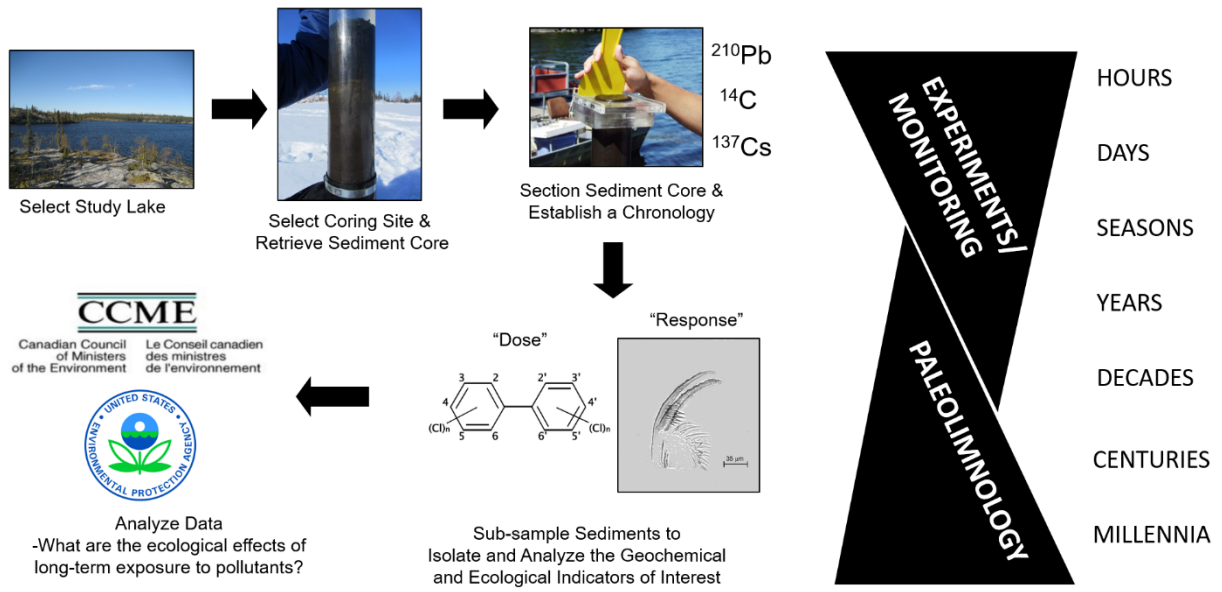 Select Study Lake
Select Coring Site &
Retrieve Sediment Core
210Pb
14C
137Cs
Section Sediment Core &
Establish a Chronology
"Dose"
3 2 2' 3'
4 4'
(Cl)n 5 6 6' 5' (Cl)n
"Response"
35 µm
Sub-sample Sediments to
Isolate and Analyze the Geochemical
and Ecological Indicators of Interest
CCME
Canadian Council
of Ministers
of the Environment
Le Conseil canadien
des ministres
de l'environnement
UNITED STATES
ENVIRONMENTAL PROTECTION AGENCY
Analyze Data
-What are the ecological effects of
long-term exposure to pollutants?
EXPERIMENTS/
MONITORING
PALEOLIMNOLOGY
HOURS
DAYS
SEASONS
YEARS
DECADES
CENTURIES
MILLENNIA